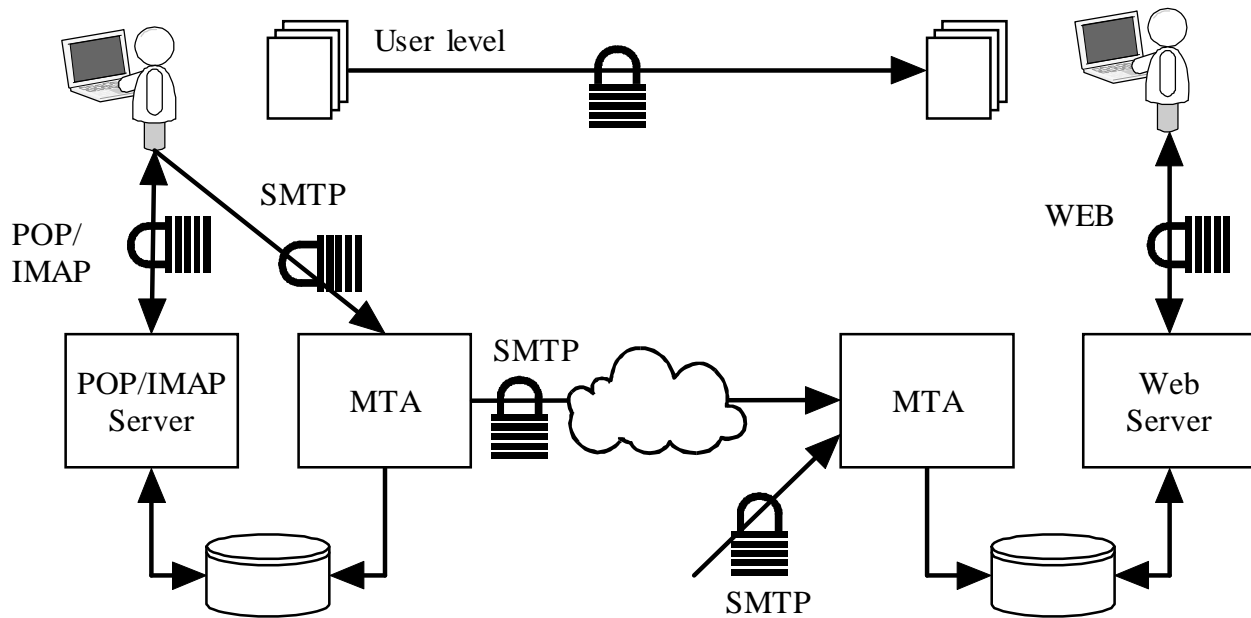 User level
SMTP
POP/
IMAP
WEB
SMTP
POP/IMAP
Server
MTA
MTA
Web
Server
SMTP